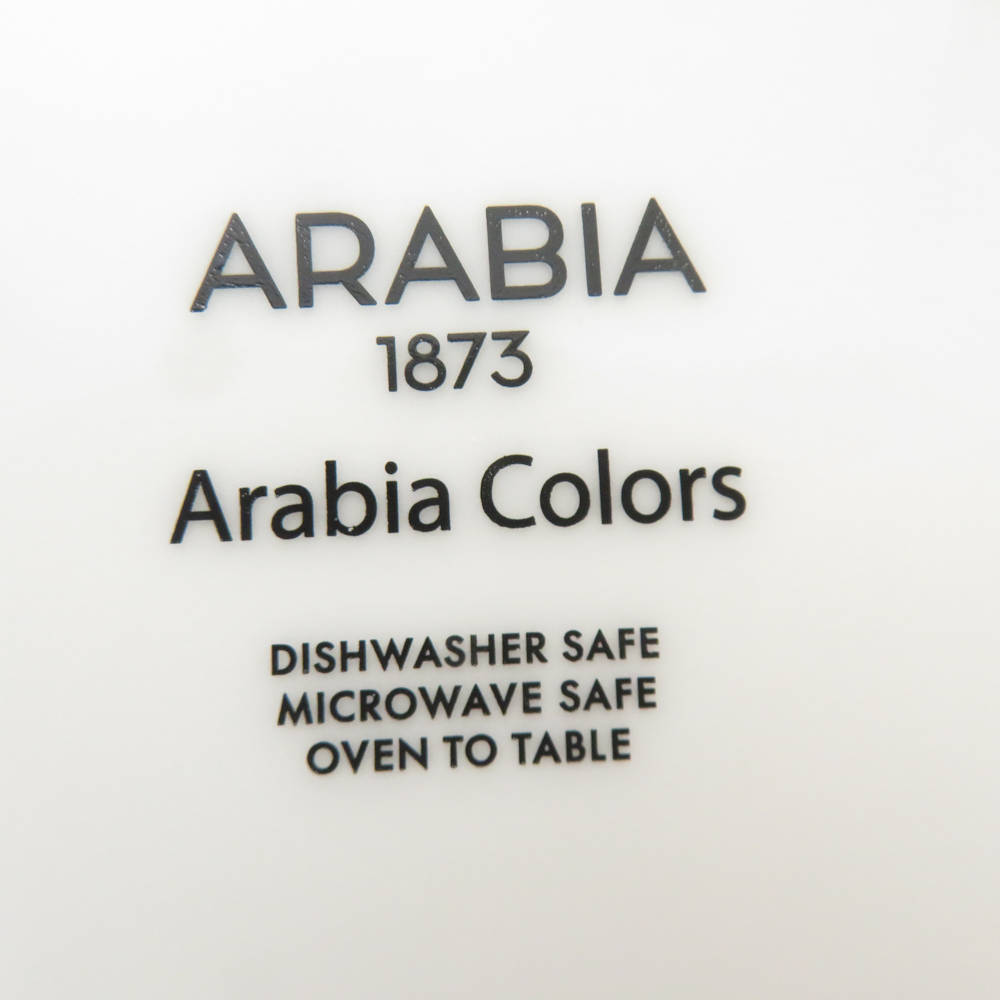 ARABIA
1873
Arabia Colors
DISHWASHER SAFE
MICROWAVE SAFE
OVEN TO TABLE